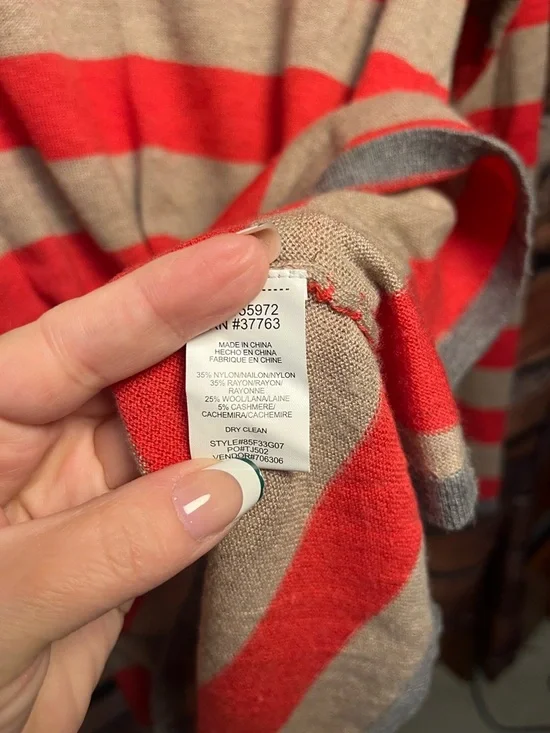 55972
#37763
MADE IN CHINA
HECHO EN CHINA
FABRIQUE EN CHINE
35% NYLON/NAILON/NYLON
35% RAYON/RAYON/
RAYONNE
25% WOOL/LANA/LAINE
5% CASHMERE/
CACHEMIRA/CACHEMIRE
DRY CLEAN
STYLE#85F33G07
PO#TJ502
VENDOR#706306